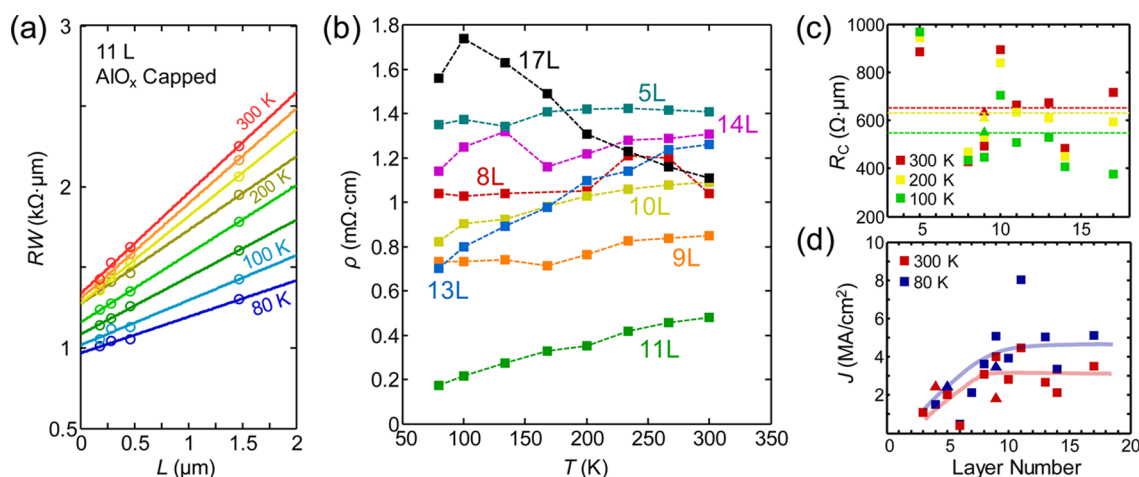 (a)
3
2
1
0.5
RW (kΩ·μm)
11 L
AlOₓ Capped
300 K
200 K
100 K
80 K
0 0.5 1 1.5 2
L (μm)
(b)
1.8
1.6
1.4
1.2
1
0.8
0.6
0.4
0.2
0
ρ (mΩ·cm)
17L
5L
14L
8L
10L
9L
13L
11L
50 100 150 200 250 300 350
T (K)
(c)
1000
800
600
400
200
R_C (Ω·μm)
300 K
200 K
100 K
5 10 15
(d)
10
8
6
4
2
J (MA/cm²)
300 K
80 K
0 5 10 15 20
Layer Number